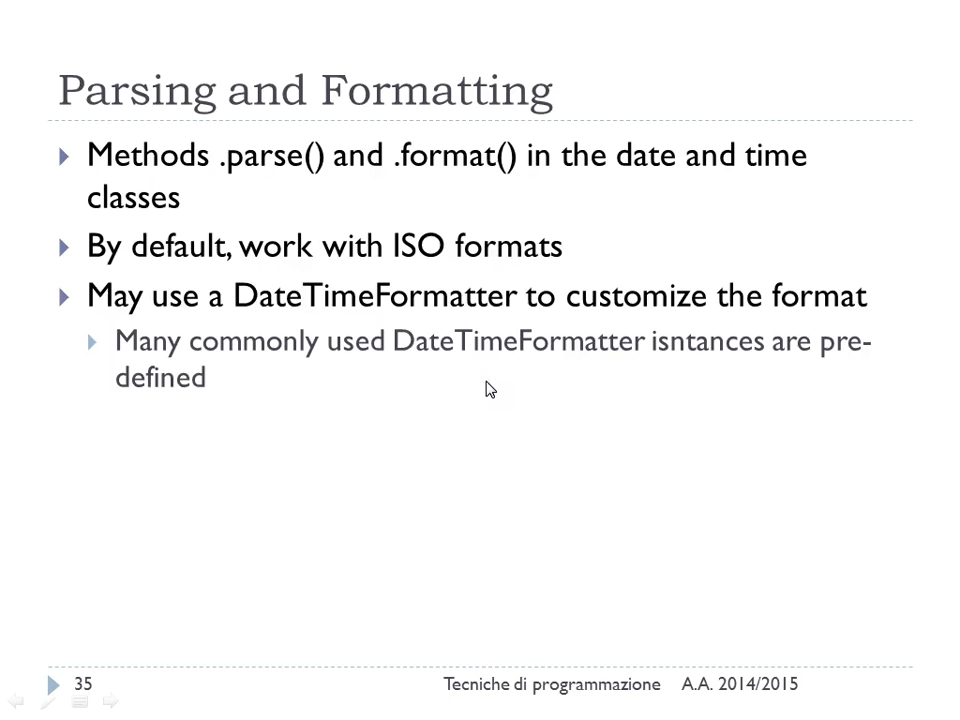 Parsing and Formatting
Methods .parse() and .format() in the date and time
classes
By default, work with ISO formats
May use a DateTimeFormatter to customize the format
Many commonly used DateTimeFormatter isntances are pre-
defined
35
Tecniche di programmazione A.A. 2014/2015